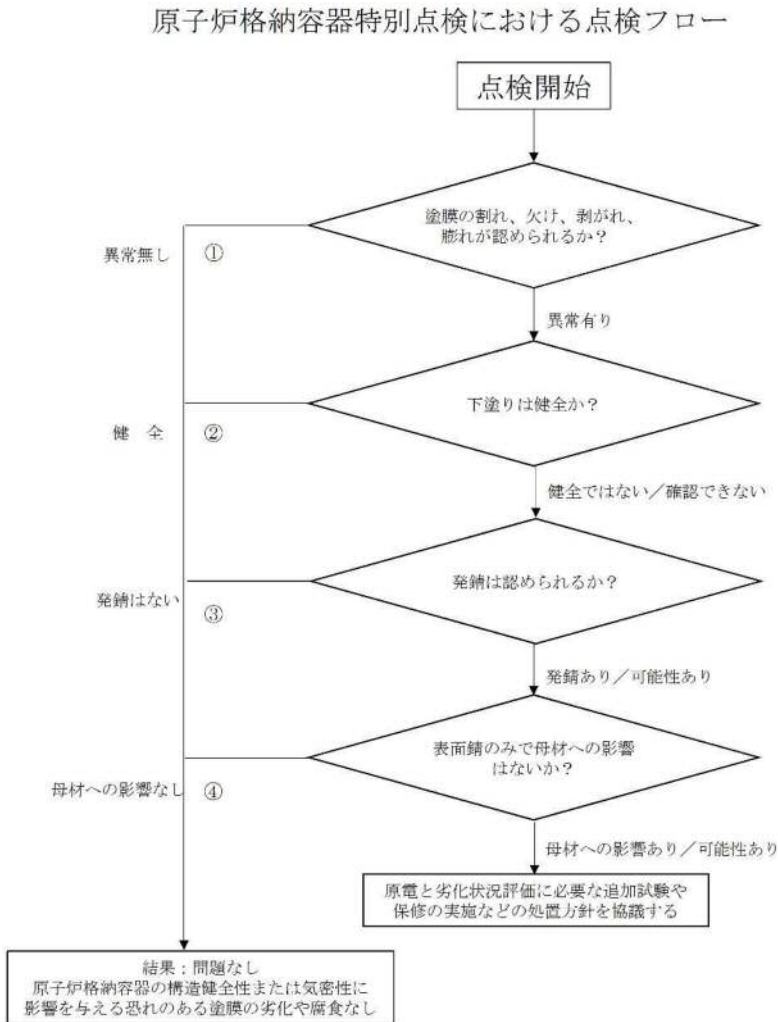 原子炉格納容器特別点検における点検フロー
点検開始
塗膜の割れ、欠け、剥がれ、
膨れが認められるか？
異常無し
①
異常有り
下塗りは健全か？
健　全
②
健全ではない／確認できない
発錆は認められるか？
発錆はない
③
発錆あり／可能性あり
表面錆のみで母材への影響
はないか？
母材への影響なし
④
母材への影響あり／可能性あり
原電と劣化状況評価に必要な追加試験や
保修の実施などの処置方針を協議する
結果：問題なし
原子炉格納容器の構造健全性または気密性に
影響を与える恐れのある塗膜の劣化や腐食なし